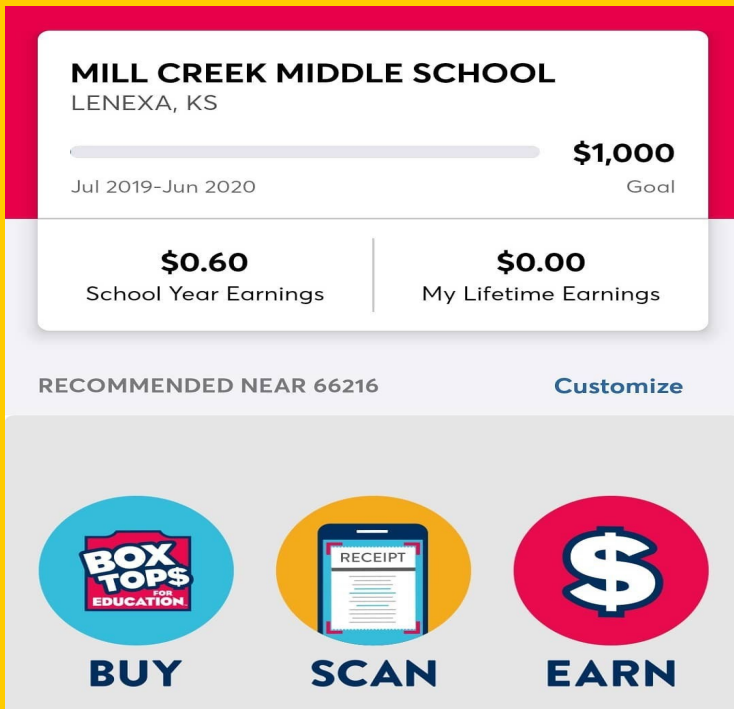 MILL CREEK MIDDLE SCHOOL
LENEXA, KS
$1,000
Jul 2019-Jun 2020
Goal
$0.60
$0.00
School Year Earnings
My Lifetime Earnings
RECOMMENDED NEAR 66216
Customize
BOX
TOPS
FOR
EDUCATION
RECEIPT
$
BUY
SCAN
EARN